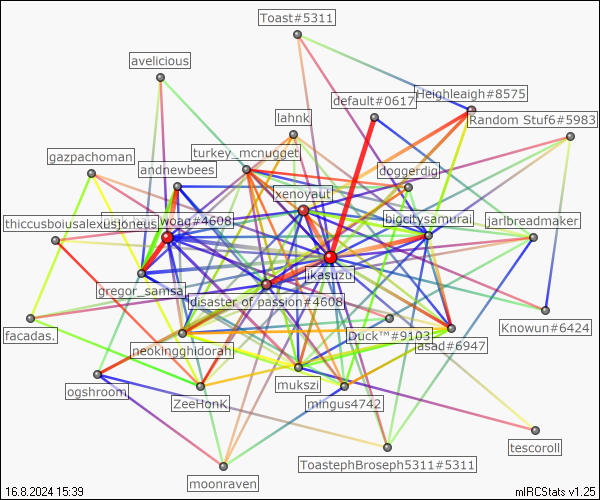 Toast#5311
avelicious
default#0617
Heighleigh#8575
Random Stuf6#5983
lahnk
turkey_mcnugget
gazpachoman
andnewbees
doggerdig
xenoyaut
thiccusboiusalexusigneus
woag#4608
bigcitysamurai
jarlbreadmaker
ikasuzu
gregor_samsa
disaster of passion#4608
facadas.
neokingghidorah
Duck™#9103
asad#6947
Knowun#6424
ogshroom
ZeeHonK
mukszi
mingus4742
tescoroll
moonraven
ToastephBroseph5311#5311
16.8.2024 15:39
mIRCStats v1.25